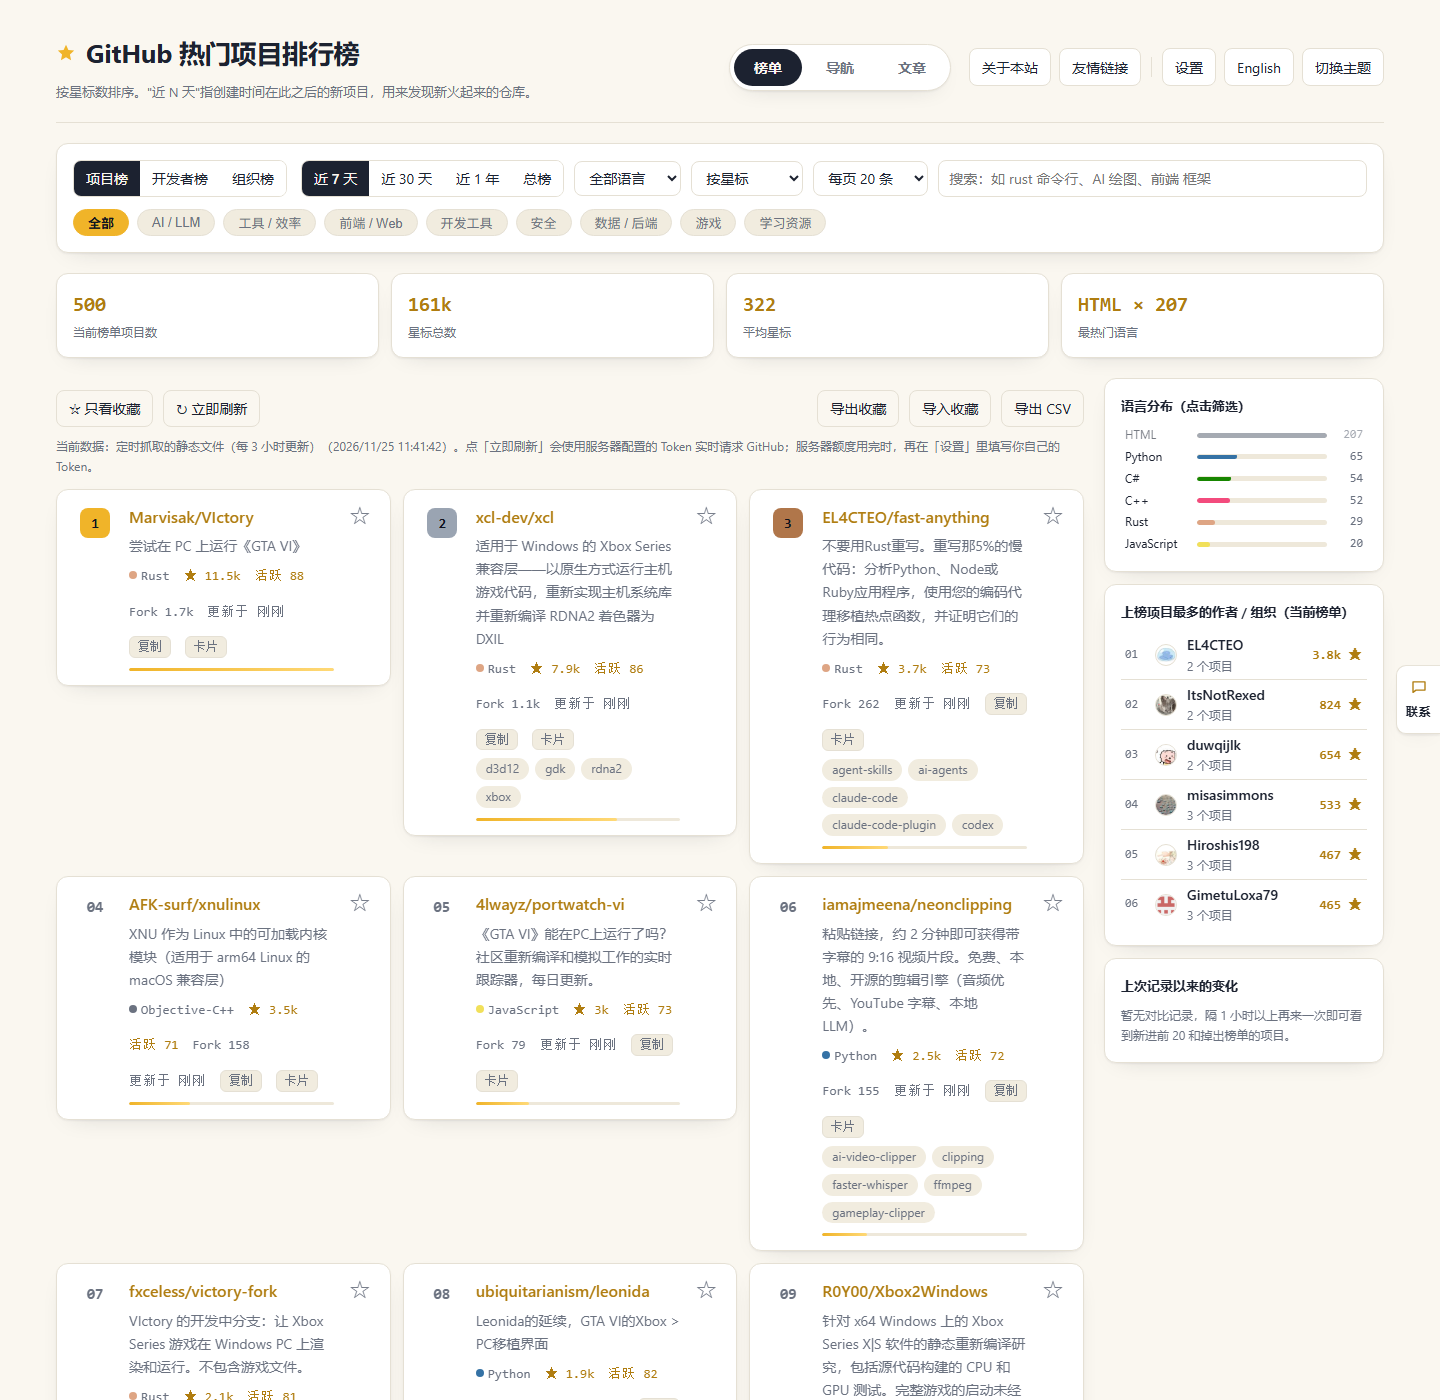 GitHub 热门项目排行榜
按星标数排序。"近 N 天"指创建时间在此之后的新项目，用来发现新火起来的仓库。
榜单 导航 文章
关于本站 友情链接 设置 English 切换主题
项目榜 开发者榜 组织榜 近 7 天 近 30 天 近 1 年 总榜 全部语言 按星标 每页 20 条 搜索：如 rust 命令行、AI 绘图、前端 框架
全部 AI / LLM 工具 / 效率 前端 / Web 开发工具 安全 数据 / 后端 游戏 学习资源
500
当前榜单项目数
161k
星标总数
322
平均星标
HTML × 207
最热门语言
☆ 只看收藏 ↻ 立即刷新 导出收藏 导入收藏 导出 CSV
当前数据：定时抓取的静态文件（每 3 小时更新）（2026/11/25 11:41:42）。点「立即刷新」会使用服务器配置的 Token 实时请求 GitHub；服务器额度用完时，再在「设置」里填写你自己的
Token。
1
Marvisak/VIctory
尝试在 PC 上运行《GTA VI》
Rust ★ 11.5k 活跃 88
Fork 1.7k 更新于 刚刚
复制 卡片
2
xcl-dev/xcl
适用于 Windows 的 Xbox Series
兼容层——以原生方式运行主机
游戏代码，重新实现主机系统库
并重新编译 RDNA2 着色器为
DXIL
Rust ★ 7.9k 活跃 86
Fork 1.1k 更新于 刚刚
复制 卡片
d3d12 gdk rdna2
xbox
3
EL4CTEO/fast-anything
不要用Rust重写。重写那5%的慢
代码：分析Python、Node或
Ruby应用程序，使用您的编码代
理移植热点函数，并证明它们的
行为相同。
Rust ★ 3.7k 活跃 73
Fork 262 更新于 刚刚 复制
卡片
agent-skills ai-agents
claude-code
claude-code-plugin codex
04
AFK-surf/xnulinux
XNU 作为 Linux 中的可加载内核
模块（适用于 arm64 Linux 的
macOS 兼容层）
Objective-C++ ★ 3.5k
活跃 71 Fork 158
更新于 刚刚 复制 卡片
05
4lwayz/portwatch-vi
《GTA VI》能在PC上运行了吗？
社区重新编译和模拟工作的实时
跟踪器，每日更新。
JavaScript ★ 3k 活跃 73
Fork 79 更新于 刚刚 复制
卡片
06
iamajmeena/neonclipping
粘贴链接，约 2 分钟即可获得带
字幕的 9:16 视频片段。免费、本
地、开源的剪辑引擎（音频优
先、YouTube 字幕、本地
LLM）。
Python ★ 2.5k 活跃 72
Fork 155 更新于 刚刚 复制
卡片
ai-video-clipper clipping
faster-whisper ffmpeg
gameplay-clipper
07
fxceless/victory-fork
VIctory 的开发中分支：让 Xbox
Series 游戏在 Windows PC 上渲
染和运行。不包含游戏文件。
Rust ★ 2.1k 活跃 81
08
ubiquitarianism/leonida
Leonida的延续，GTA VI的Xbox >
PC移植界面
Python ★ 1.9k 活跃 82
09
R0Y00/Xbox2Windows
针对 x64 Windows 上的 Xbox
Series X|S 软件的静态重新编译研
究，包括源代码构建的 CPU 和
GPU 测试。完整游戏的启动未经
语言分布（点击筛选）
HTML 207
Python 65
C# 54
C++ 52
Rust 29
JavaScript 20
上榜项目最多的作者 / 组织（当前榜单）
01 EL4CTEO 3.8k ★
2 个项目
02 ItsNotRexed 824 ★
2 个项目
03 duwqijlk 654 ★
2 个项目
04 misasimmons 533 ★
3 个项目
05 Hiroshis198 467 ★
3 个项目
06 GimetuLoxa79 465 ★
3 个项目
上次记录以来的变化
暂无对比记录，隔 1 小时以上再来一次即可看
到新进前 20 和掉出榜单的项目。
联系